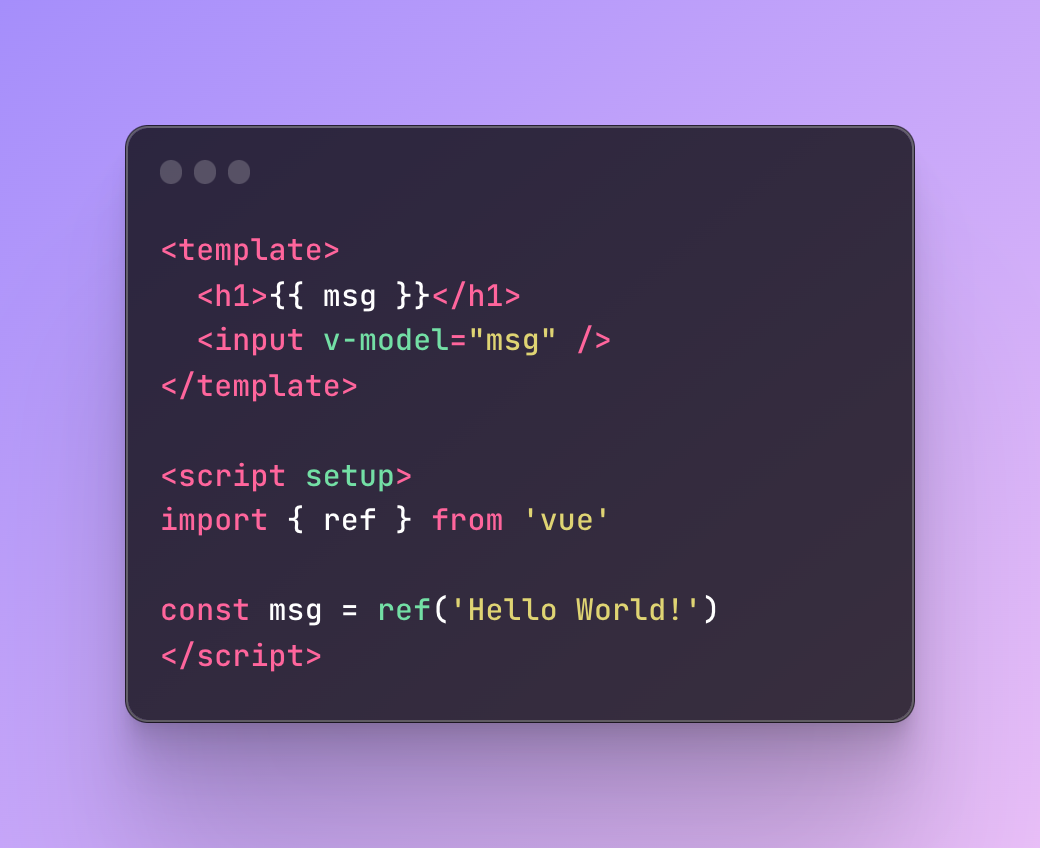 <template>
  <h1>{{ msg }}</h1>
  <input v-model="msg" />
</template>

<script setup>
import { ref } from 'vue'

const msg = ref('Hello World!')
</script>